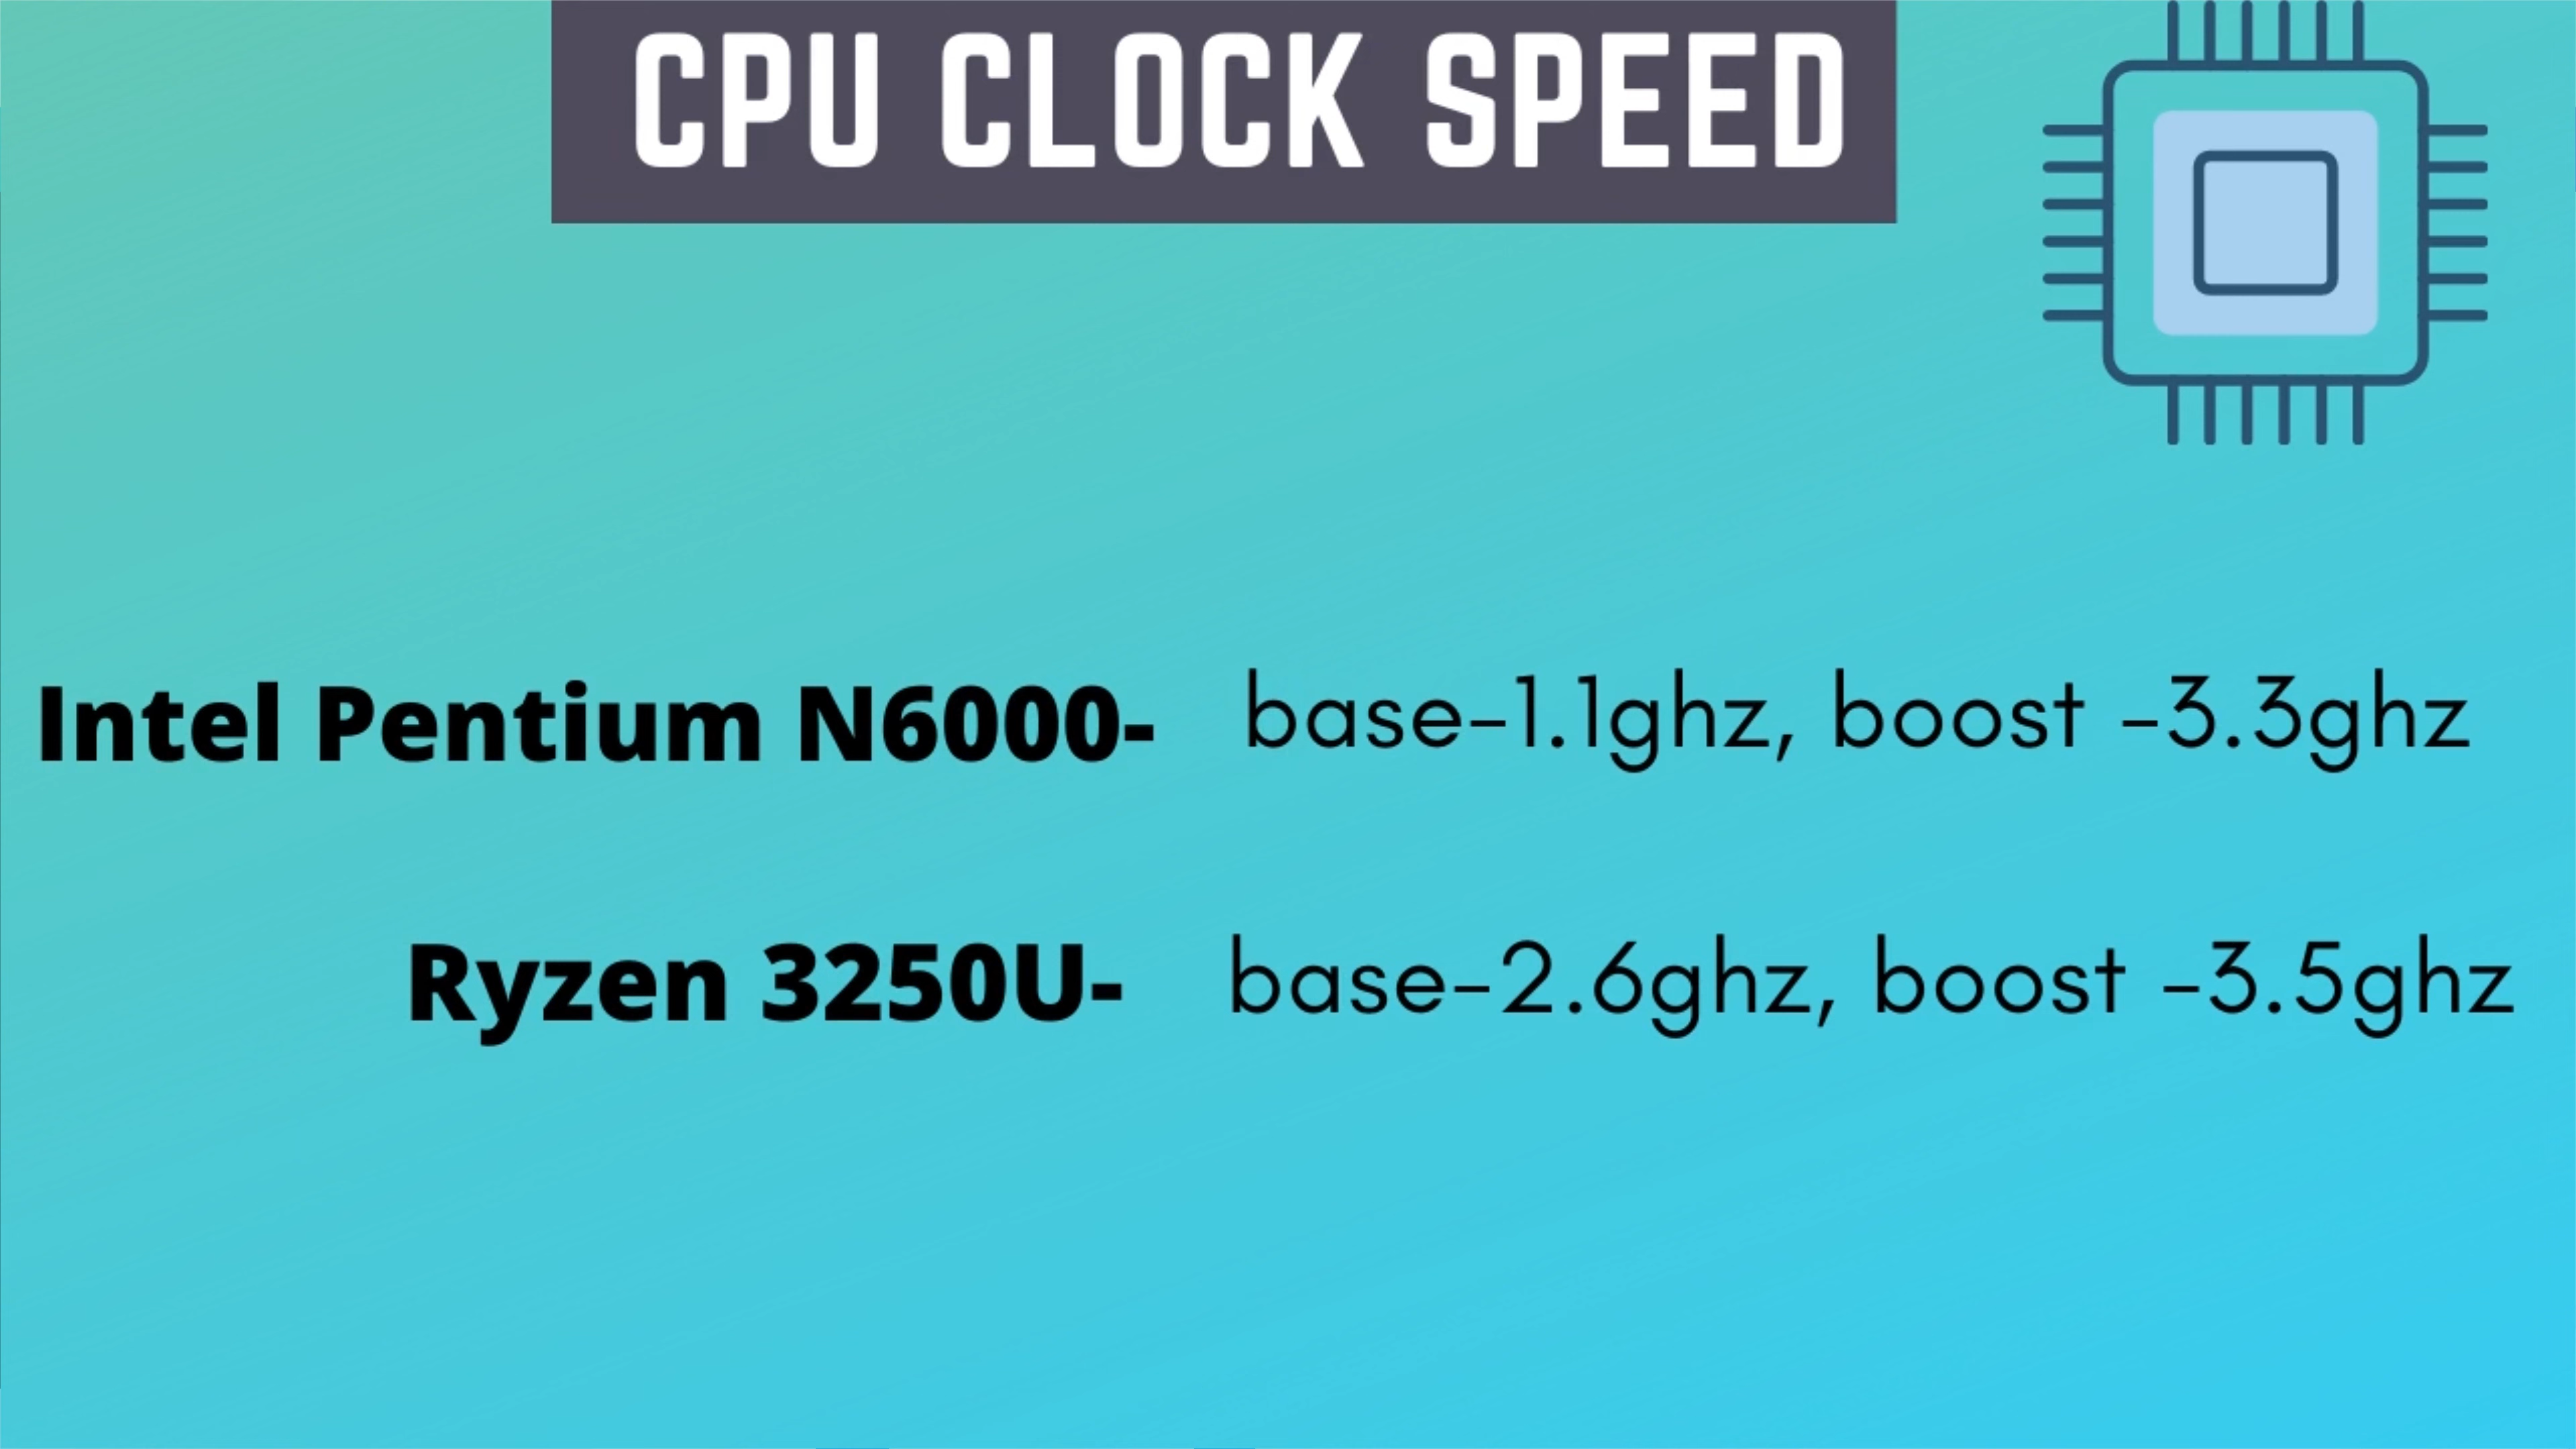 CPU CLOCK SPEED
Intel Pentium N6000- base-1.1ghz, boost -3.3ghz
Ryzen 3250U- base-2.6ghz, boost -3.5ghz